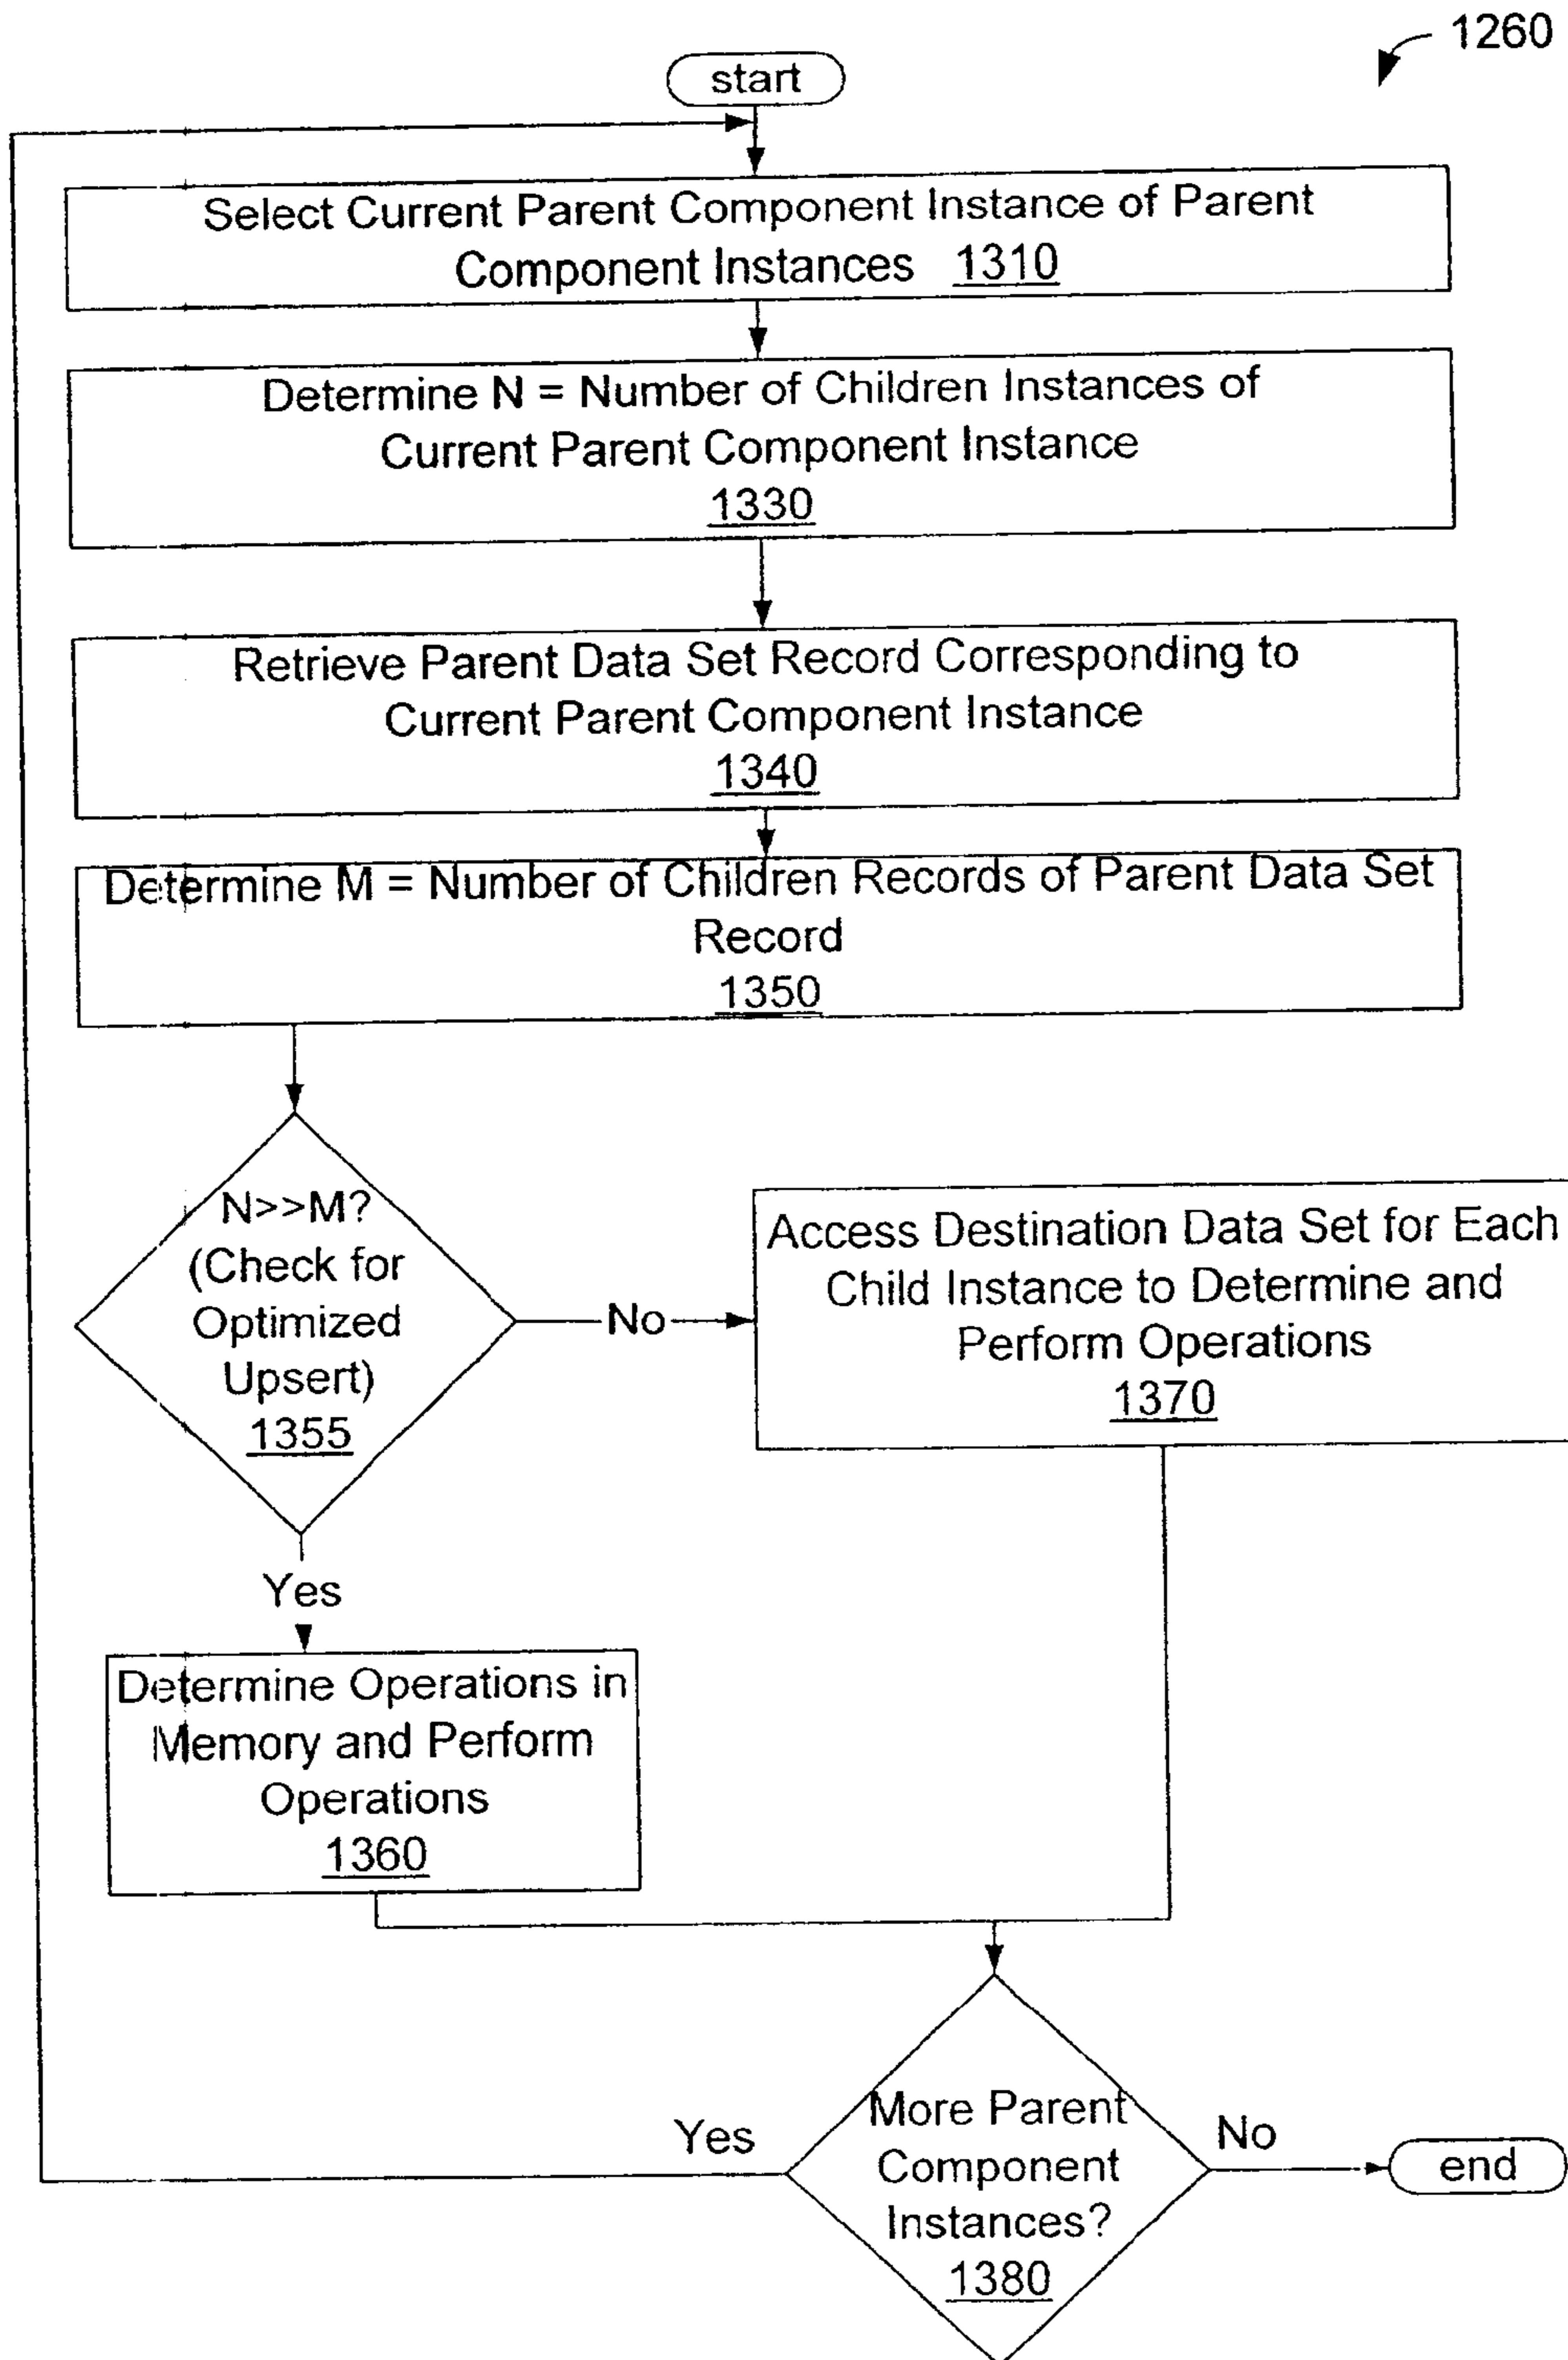 1260
start
Select Current Parent Component Instance of Parent
Component Instances 1310
Determine N = Number of Children Instances of
Current Parent Component Instance
1330
Retrieve Parent Data Set Record Corresponding to
Current Parent Component Instance
1340
Determine M = Number of Children Records of Parent Data Set
Record
1350
N>>M?
(Check for
Optimized
Upsert)
1355
No
Access Destination Data Set for Each
Child Instance to Determine and
Perform Operations
1370
Yes
Determine Operations in
Memory and Perform
Operations
1360
More Parent
Component
Instances?
1380
Yes
No
end